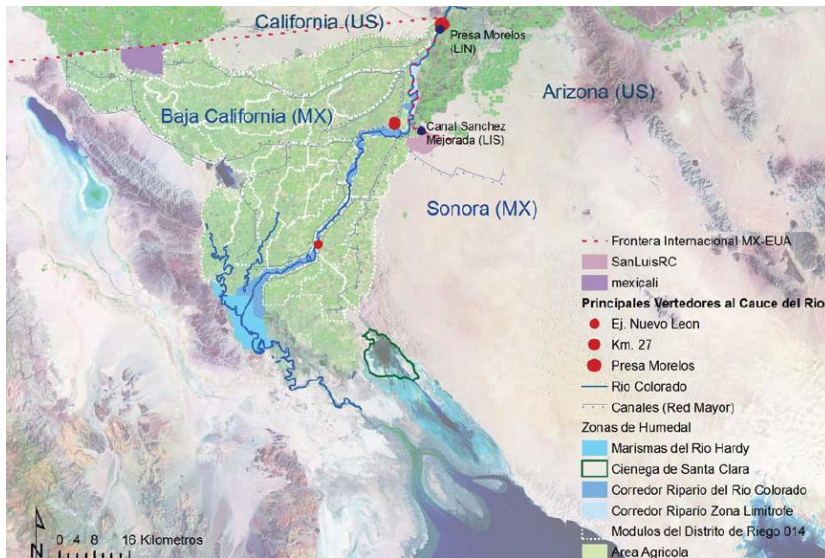 California (US)
Presa Morelos
(LIN)
Arizona (US)
Baja California (MX)
Canal Sanchez
Mejorada (LIS)
Sonora (MX)
Frontera Internacional MX-EUA
SanLuisRC
mexicali
Principales Vertedores al Cauce del Rio
Ej. Nuevo Leon
Km. 27
Presa Morelos
Rio Colorado
Canales (Red Mayor)
Zonas de Humedal
Marismas del Rio Hardy
Cienega de Santa Clara
Corredor Ripario del Rio Colorado
Corredor Ripario Zona Limitrofe
Modulos del Distrito de Riego 014
Area Agricola
N
0 4 8 16 Kilometros